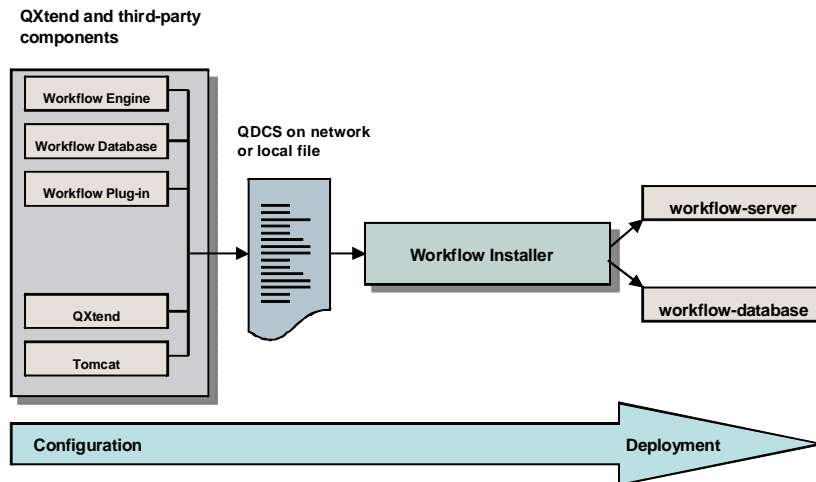 QXtend and third-party
components
Workflow Engine
Workflow Database
Workflow Plug-in
QXtend
Tomcat
QDCS on network
or local file
Workflow Installer
workflow-server
workflow-database
Configuration
Deployment